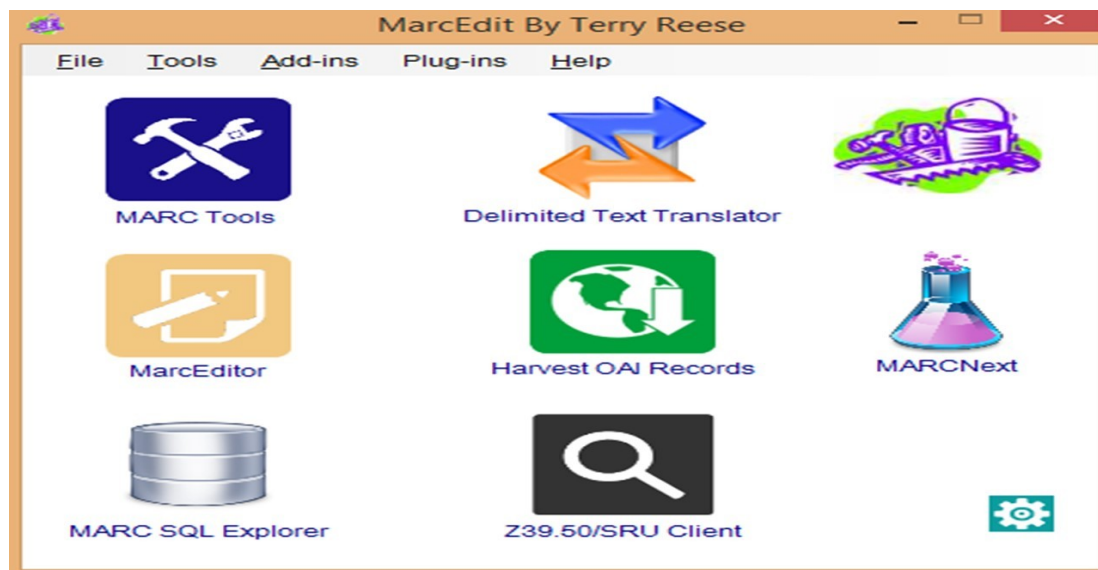 MarcEdit By Terry Reese
File Tools Add-ins Plug-ins Help
MARC Tools
Delimited Text Translator
MarcEditor
Harvest OAI Records
MARCNext
MARC SQL Explorer
Z39.50/SRU Client